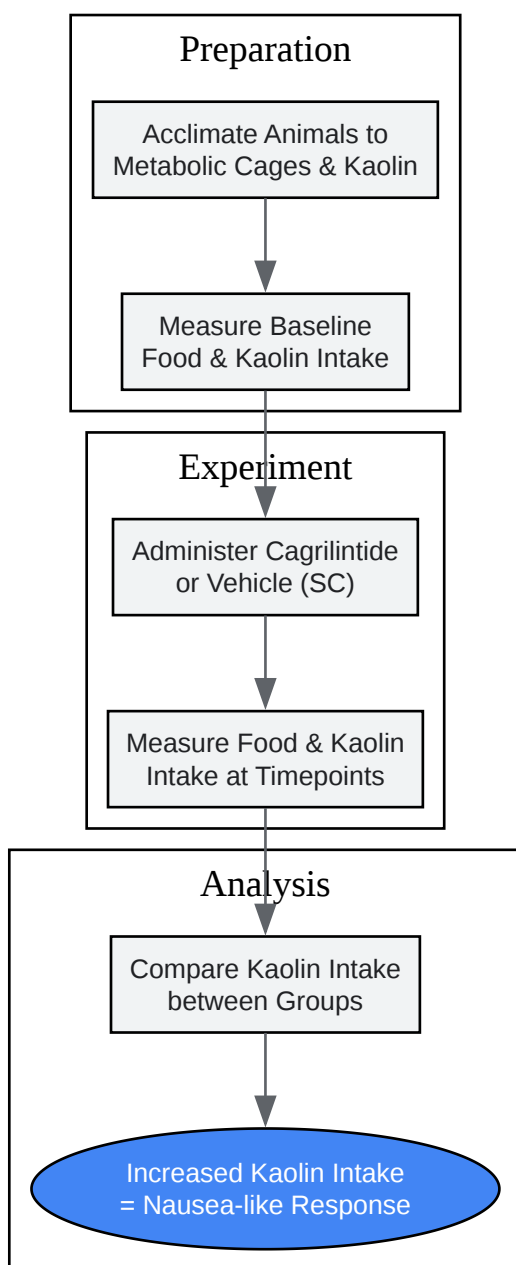 Preparation
Acclimate Animals to
Metabolic Cages & Kaolin
Measure Baseline
Food & Kaolin Intake
Experiment
Administer Cagrilintide
or Vehicle (SC)
Measure Food & Kaolin
Intake at Timepoints
Analysis
Compare Kaolin Intake
between Groups
Increased Kaolin Intake
= Nausea-like Response